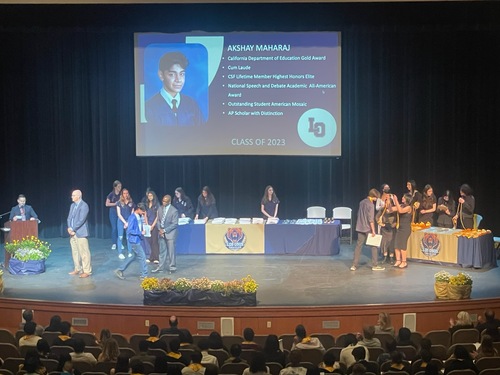 AKSHAY MAHARAJ
• California Department of Education Gold Award
• Cum Laude
• CSF Lifetime Member Highest Honors Elite
• National Speech and Debate Academic All-American
Award
• Outstanding Student American Mosaic
• AP Scholar with Distinction
LO
CLASS OF 2023